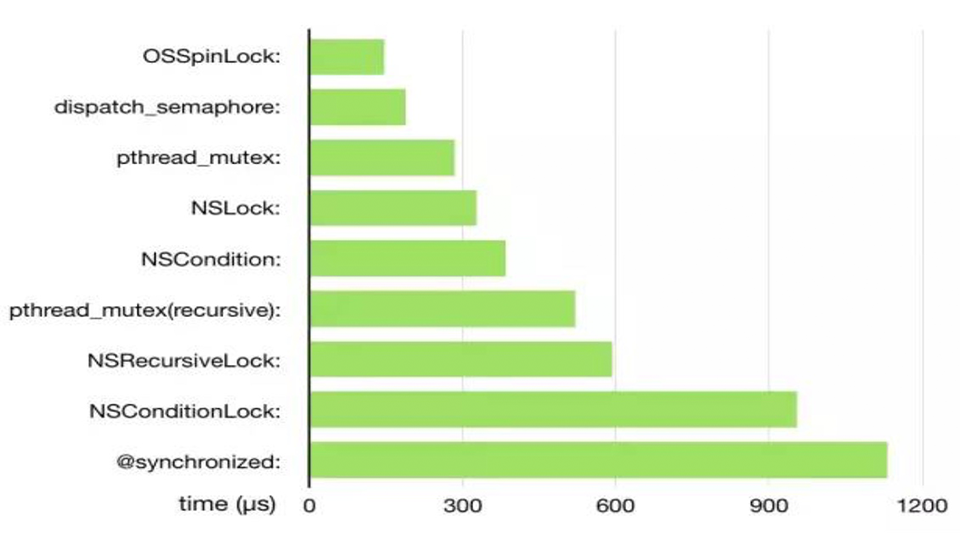 OSSpinLock:
dispatch_semaphore:
pthread_mutex:
NSLock:
NSCondition:
pthread_mutex(recursive):
NSRecursiveLock:
NSConditionLock:
@synchronized:
time (µs) 0 300 600 900 1200